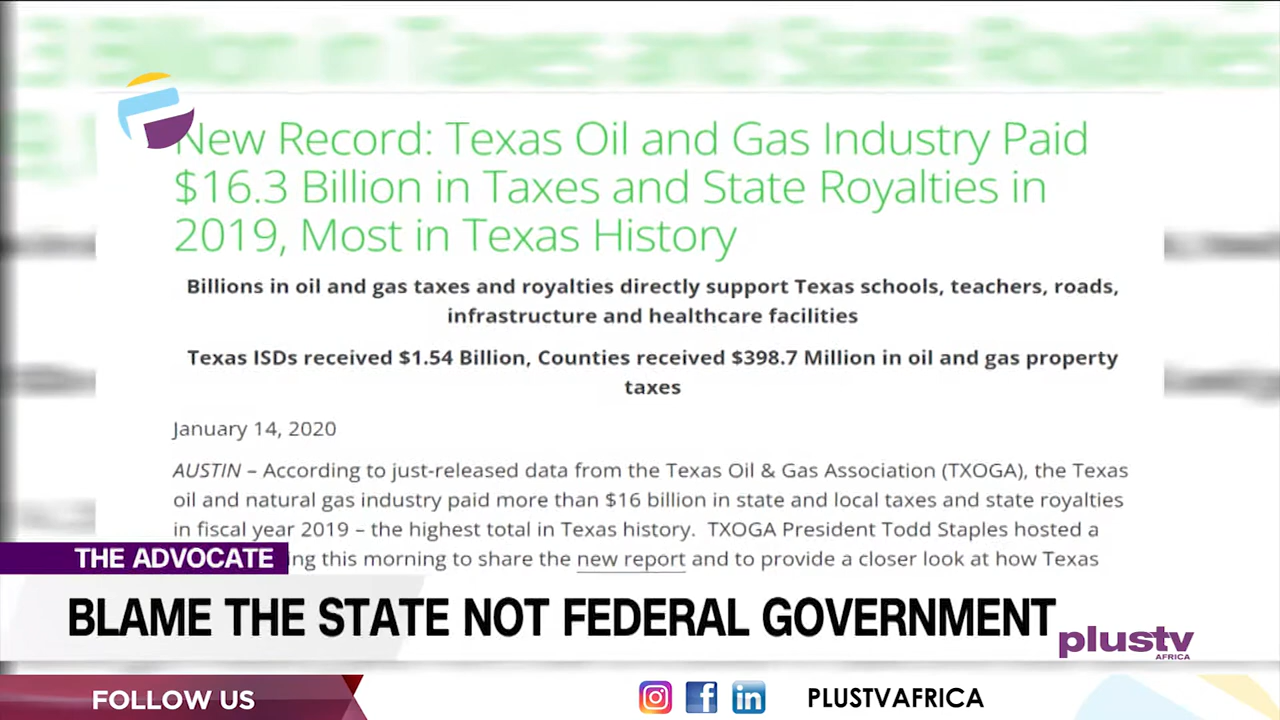 New Record: Texas Oil and Gas Industry Paid
$16.3 Billion in Taxes and State Royalties in
2019, Most in Texas History
Billions in oil and gas taxes and royalties directly support Texas schools, teachers, roads,
infrastructure and healthcare facilities
Texas ISDs received $1.54 Billion, Counties received $398.7 Million in oil and gas property
taxes
January 14, 2020
AUSTIN – According to just-released data from the Texas Oil & Gas Association (TXOGA), the Texas
oil and natural gas industry paid more than $16 billion in state and local taxes and state royalties
in fiscal year 2019 – the highest total in Texas history. TXOGA President Todd Staples hosted a
ng this morning to share the new report and to provide a closer look at how Texas
THE ADVOCATE
BLAME THE STATE NOT FEDERAL GOVERNMENT
plustv
AFRICA
FOLLOW US
PLUSTVAFRICA